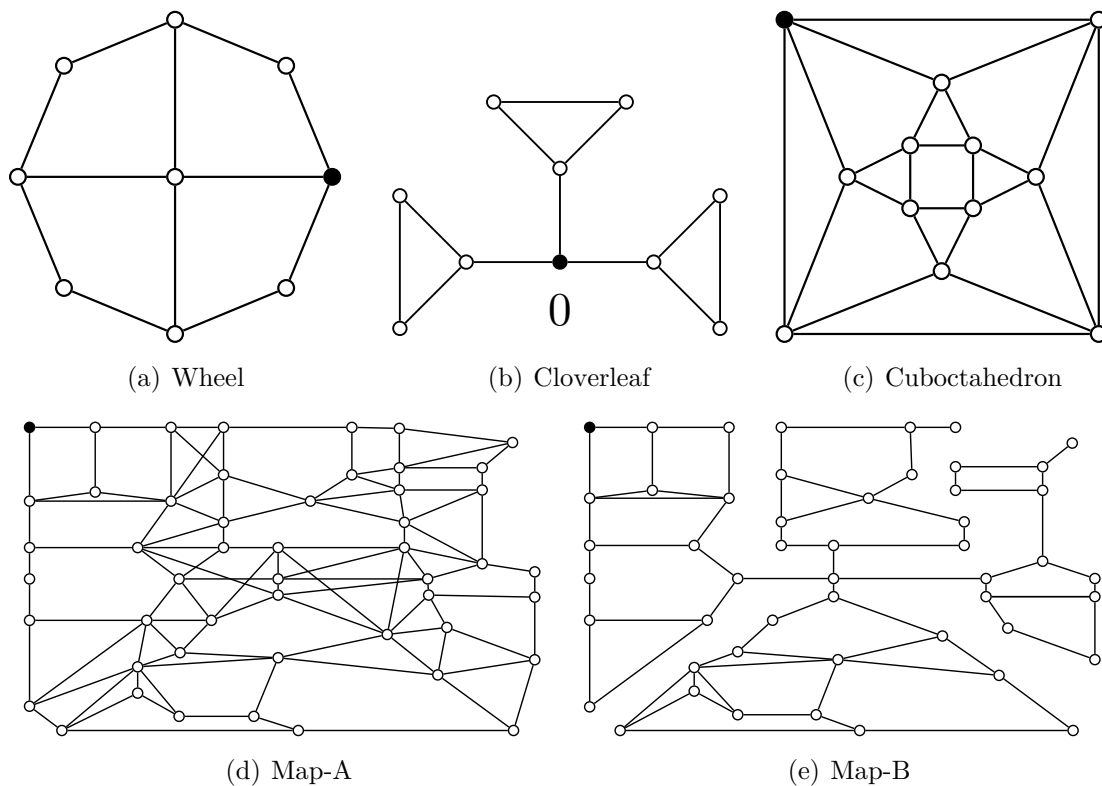 0
(a) Wheel
(b) Cloverleaf
(c) Cuboctahedron
(d) Map-A
(e) Map-B